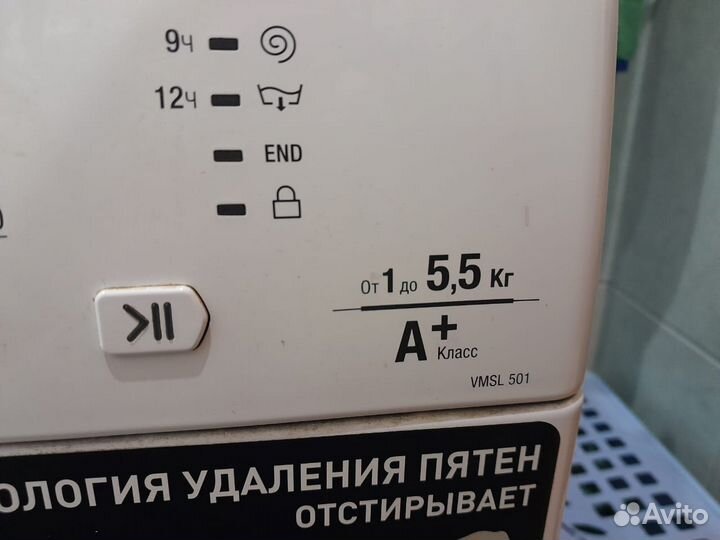 9ч
12ч
END
От 1 до 5,5 Кг
A+ Класс
VMSL 501
ОЛОГИЯ УДАЛЕНИЯ ПЯТЕН
ОТСТИРЫВАЕТ
Avito